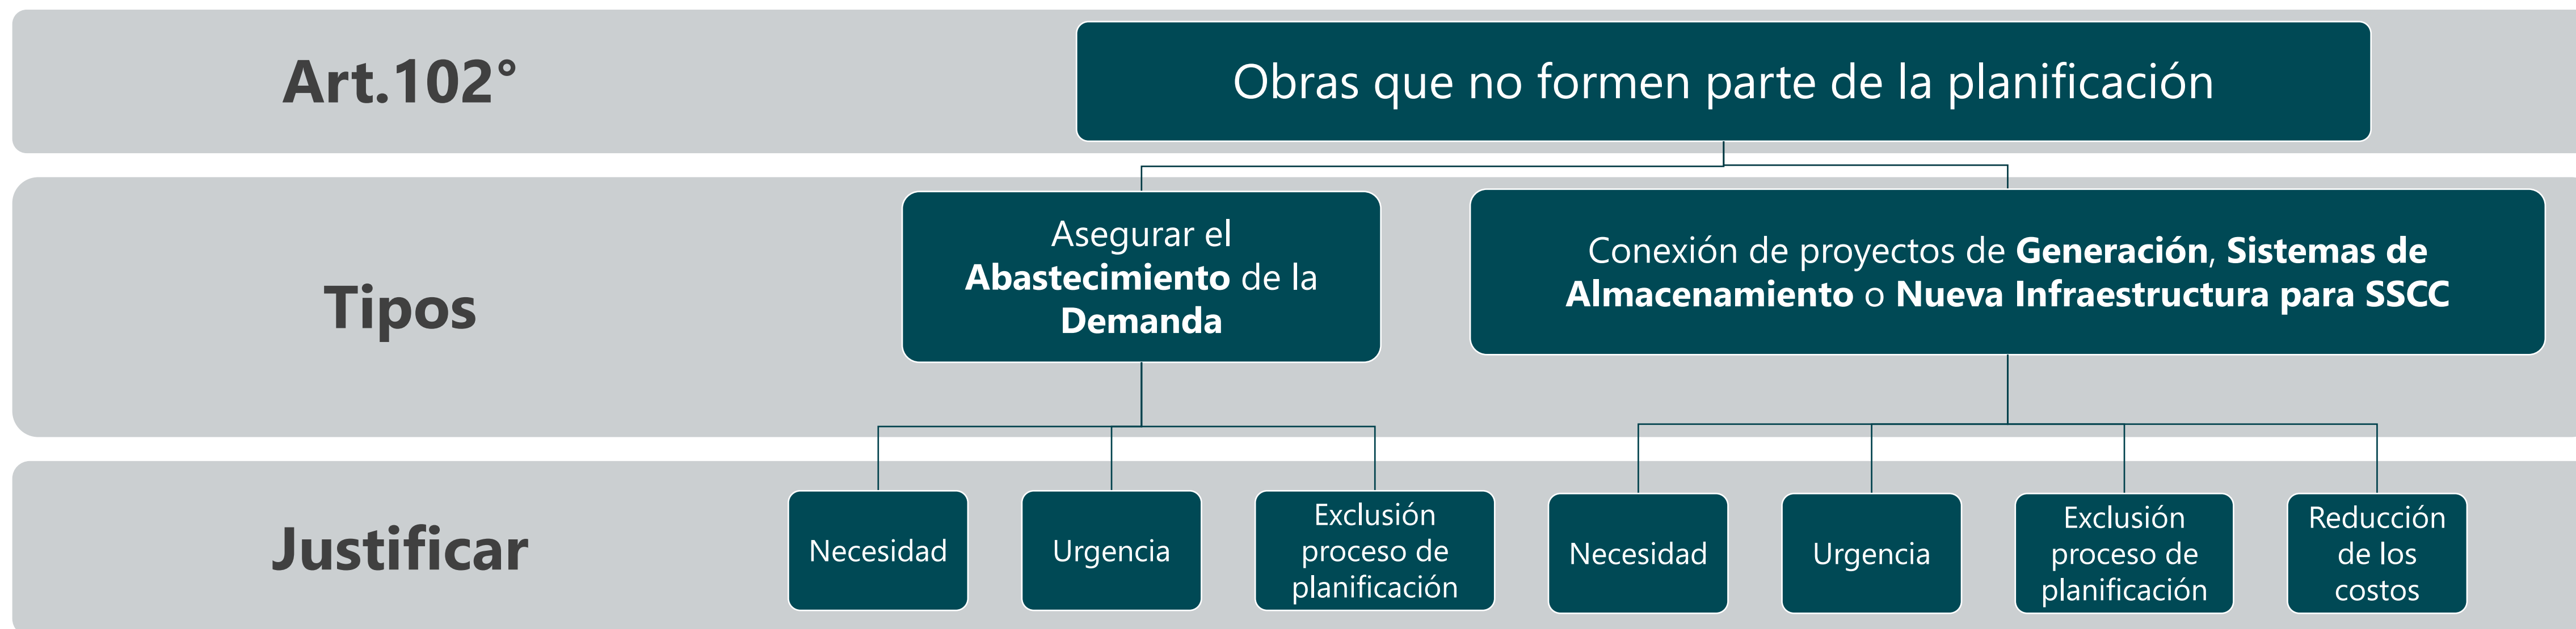 Art.102°
Obras que no formen parte de la planificación
Tipos
Asegurar el
Abastecimiento de la
Demanda
Conexión de proyectos de Generación, Sistemas de
Almacenamiento o Nueva Infraestructura para SSCC
Justificar
Necesidad
Urgencia
Exclusión
proceso de
planificación
Necesidad
Urgencia
Exclusión
proceso de
planificación
Reducción
de los
costos